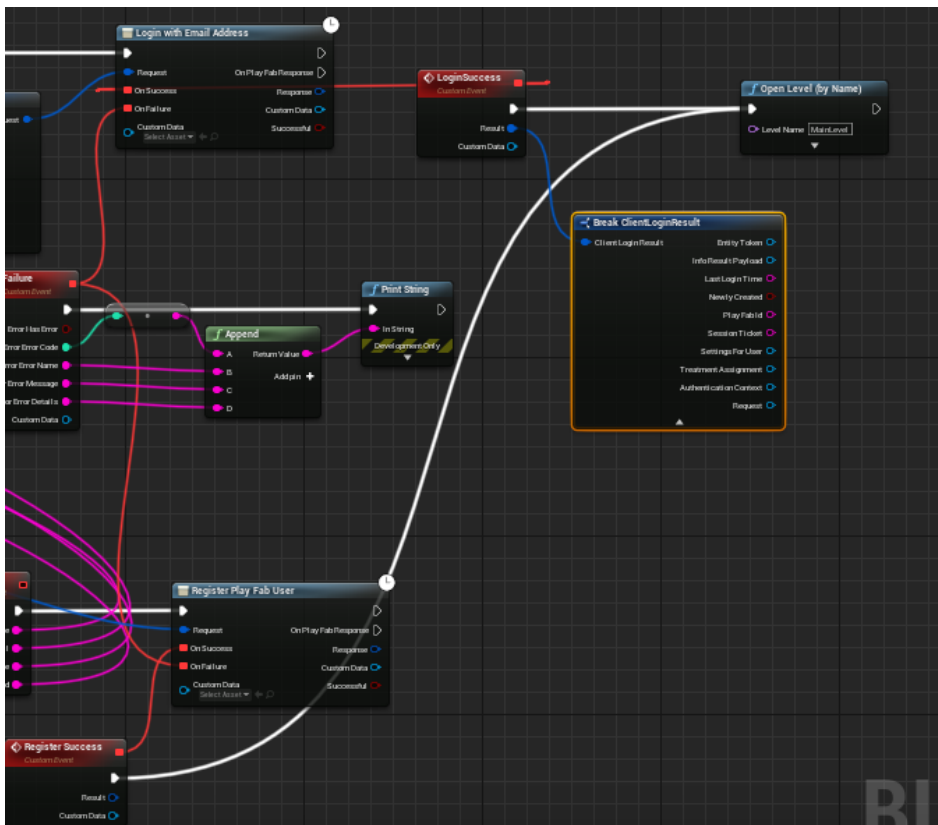 Login with Email Address
Request
On Play Fab Response
On Success
Response
On Failure
Custom Data
Custom Data
Select Asset
Successful
LoginSuccess
Custom Event
Result
Custom Data
Open Level (by Name)
Level Name
MainLevel
Break ClientLoginResult
Client Login Result
Entity Token
Info Result Payload
Last Login Time
Newly Created
Play Fab Id
Session Ticket
Settings For User
Treatment Assignment
Authentication Context
Request
Failure
Custom Event
Error Has Error
Error Error Code
Error Error Name
Error Message
Error Details
Custom Data
Append
A
Return Value
B
Add pin
C
D
Print String
In String
Development Only
Register Play Fab User
Request
On Play Fab Response
On Success
Response
On Failure
Custom Data
Custom Data
Select Asset
Successful
Register Success
Custom Event
Result
Custom Data